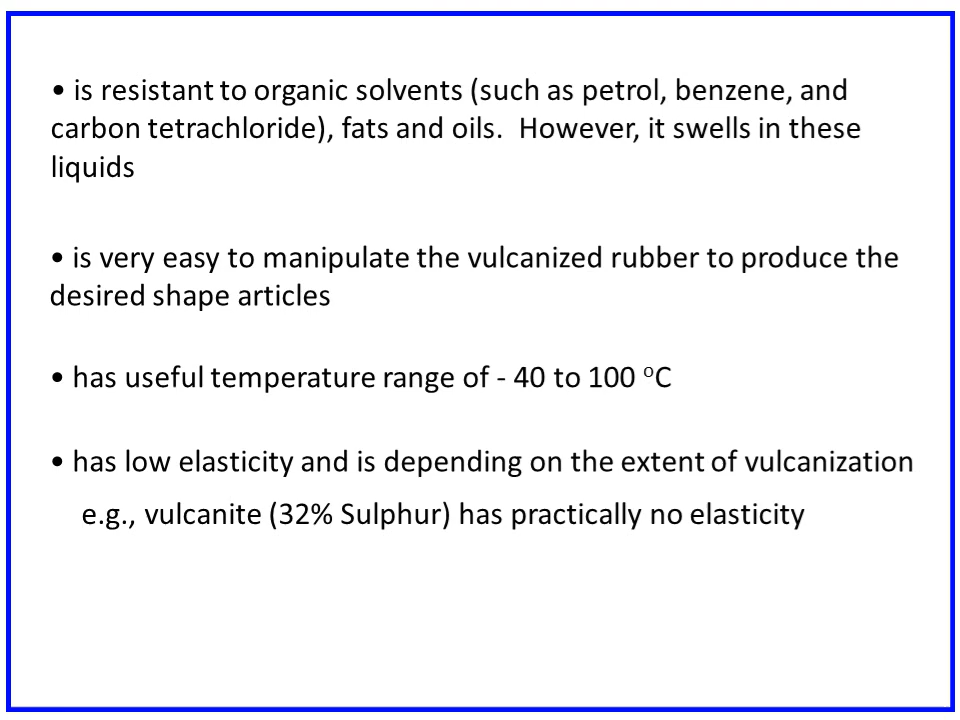 • is resistant to organic solvents (such as petrol, benzene, and
carbon tetrachloride), fats and oils.  However, it swells in these
liquids
• is very easy to manipulate the vulcanized rubber to produce the
desired shape articles
• has useful temperature range of - 40 to 100 °C
• has low elasticity and is depending on the extent of vulcanization
e.g., vulcanite (32% Sulphur) has practically no elasticity